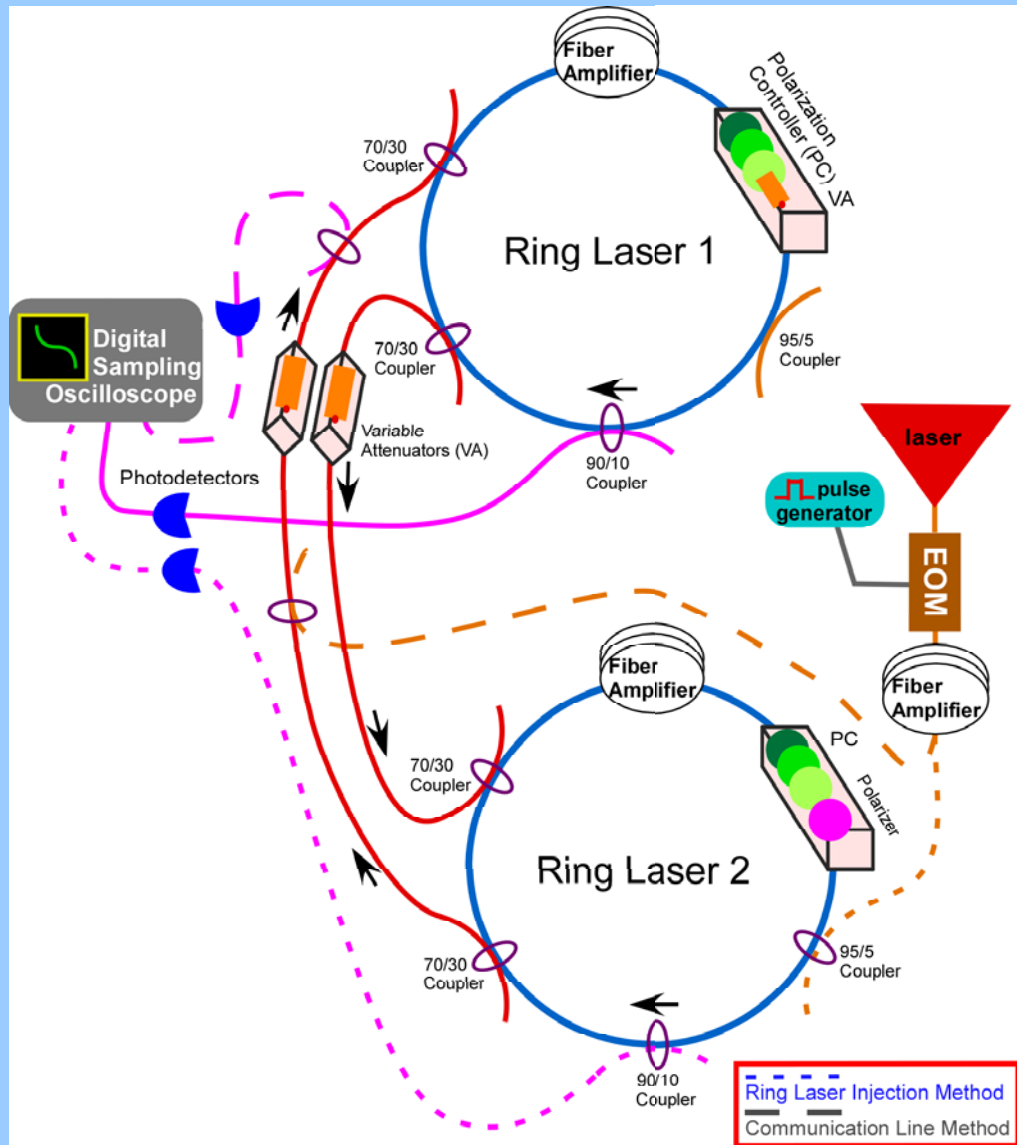 Fiber
Amplifier
Polarization
Controller (PC)
VA
70/30
Coupler
Ring Laser 1
Digital
Sampling
Oscilloscope
70/30
Coupler
95/5
Coupler
Variable
Attenuators (VA)
90/10
Coupler
Photodetectors
laser
pulse
generator
EOM
Fiber
Amplifier
Fiber
Amplifier
PC
Polarizer
70/30
Coupler
Ring Laser 2
70/30
Coupler
95/5
Coupler
90/10
Coupler
Ring Laser Injection Method
Communication Line Method